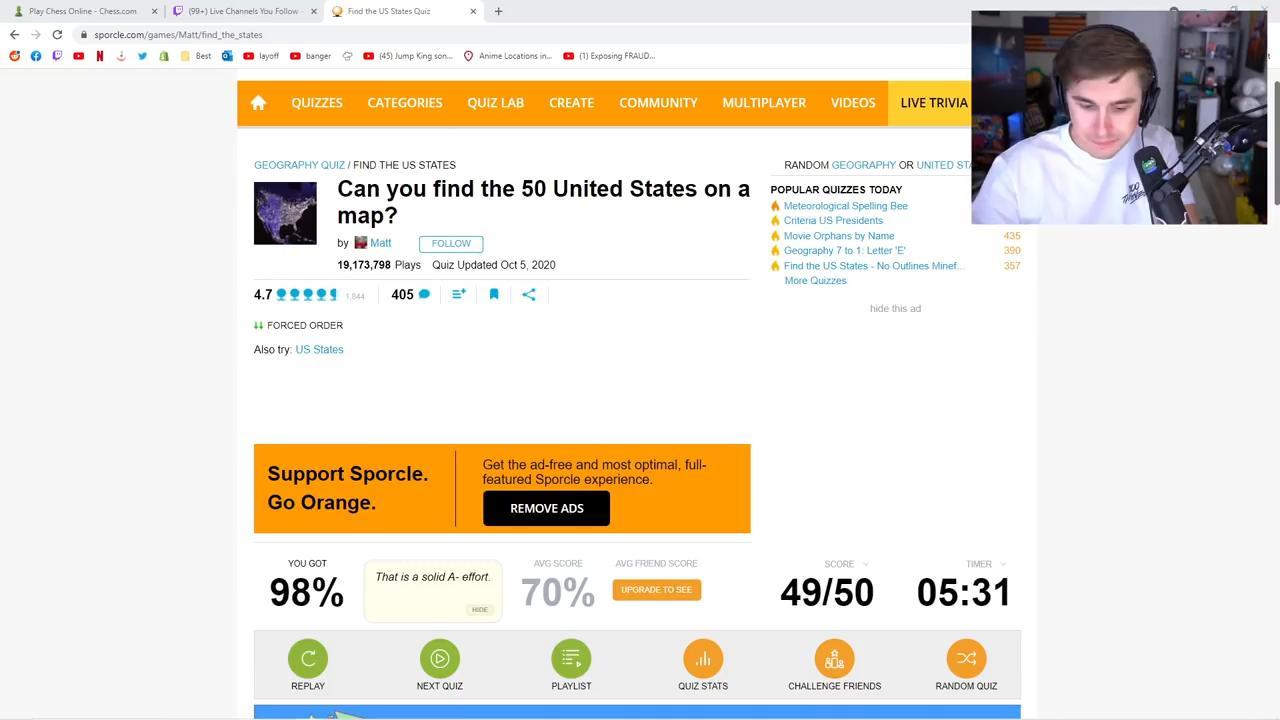 Play Chess Online - Chess.com
(99+) Live Channels You Follow -
Find the US States Quiz
sporcle.com/games/Matt/find_the_states
Best
layoff
banger
(45) Jump King son...
Anime Locations in...
(1) Exposing FRAUD...
QUIZZES
CATEGORIES
QUIZ LAB
CREATE
COMMUNITY
MULTIPLAYER
VIDEOS
LIVE TRIVIA
GEOGRAPHY QUIZ / FIND THE US STATES
Can you find the 50 United States on a
map?
by Matt
FOLLOW
19,173,798 Plays Quiz Updated Oct 5, 2020
4.7 1,844 405
FORCED ORDER
Also try: US States
RANDOM GEOGRAPHY OR UNITED STA
POPULAR QUIZZES TODAY
Meteorological Spelling Bee
Criteria US Presidents
Movie Orphans by Name 435
Geography 7 to 1: Letter 'E' 390
Find the US States - No Outlines Minef... 357
More Quizzes
hide this ad
Support Sporcle.
Go Orange.
Get the ad-free and most optimal, full-
featured Sporcle experience.
REMOVE ADS
YOU GOT
98%
That is a solid A- effort.
HIDE
AVG SCORE
70%
AVG FRIEND SCORE
UPGRADE TO SEE
SCORE
49/50
TIMER
05:31
REPLAY
NEXT QUIZ
PLAYLIST
QUIZ STATS
CHALLENGE FRIENDS
RANDOM QUIZ